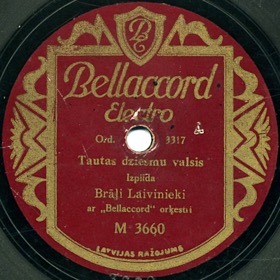 B E
Bellaccord
Electro
Ord. 3317
Tautas dziesmu valsis
Izpilda
Brāļi Laivinieki
ar „Bellaccord" orķestri
M 3660
LATVIJAS RAŽOJUMS